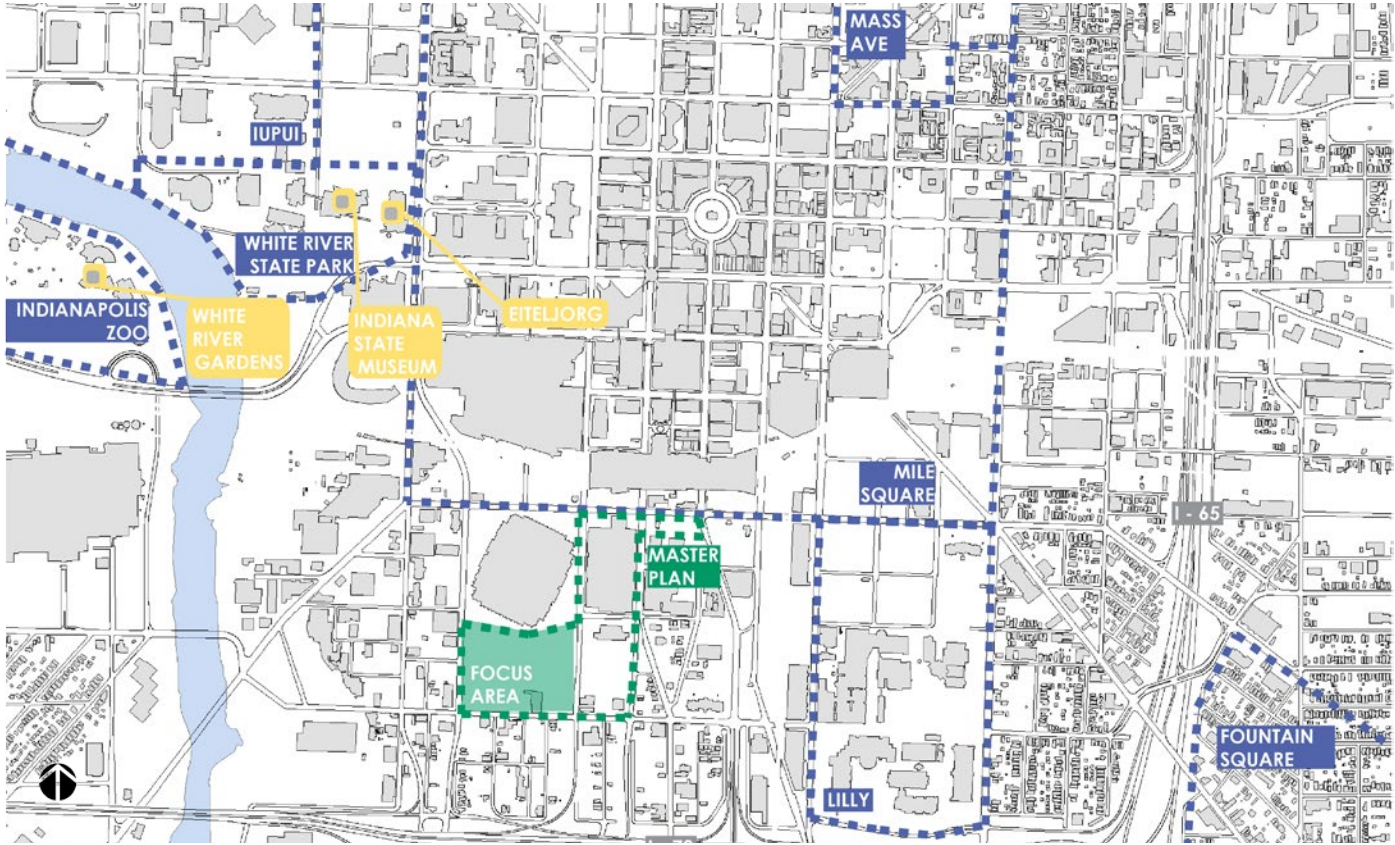 MASS
AVE
IUPUI
WHITE RIVER
STATE PARK
INDIANAPOLIS
ZOO
WHITE
RIVER
GARDENS
INDIANA
STATE
MUSEUM
EITELJORG
MILE
SQUARE
I - 65
MASTER
PLAN
FOCUS
AREA
FOUNTAIN
SQUARE
LILLY